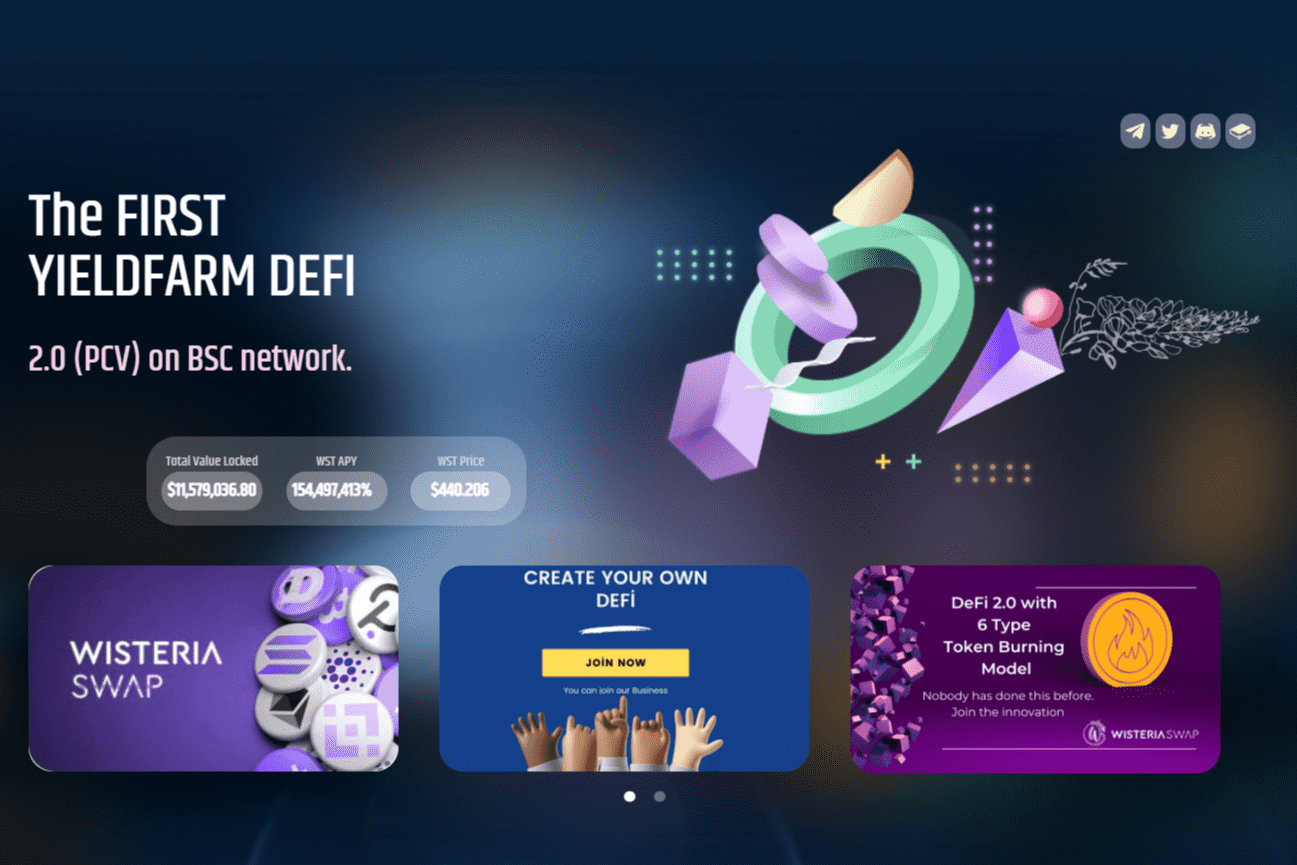 The FIRST
YIELDFARM DEFI
2.0 (PCV) on BSC network.
Total Value Locked
$11,579,036.80
WST APY
154,497,413%
WST Price
$440.206
WISTERIA
SWAP
CREATE YOUR OWN
DEFİ
JOİN NOW
You can join our Business
DeFi 2.0 with
6 Type
Token Burning
Model
Nobody has done this before.
Join the innovation
WISTERIASWAP